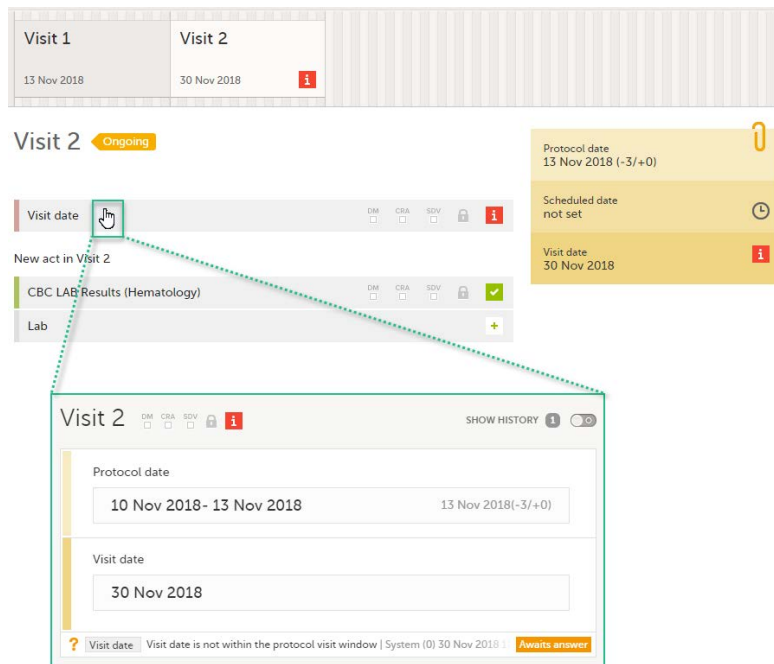 Visit 1
Visit 2
13 Nov 2018
30 Nov 2018
i
Visit 2 Ongoing
Protocol date
13 Nov 2018 (-3/+0)
Scheduled date
not set
Visit date
30 Nov 2018
i
Visit date
DM CRA SDV
i
New act in Visit 2
CBC LAB Results (Hematology)
DM CRA SDV
Lab
+
Visit 2
DM CRA SDV
i
SHOW HISTORY 1
Protocol date
10 Nov 2018- 13 Nov 2018
13 Nov 2018(-3/+0)
Visit date
30 Nov 2018
? Visit date Visit date is not within the protocol visit window | System (0) 30 Nov 2018
Awaits answer